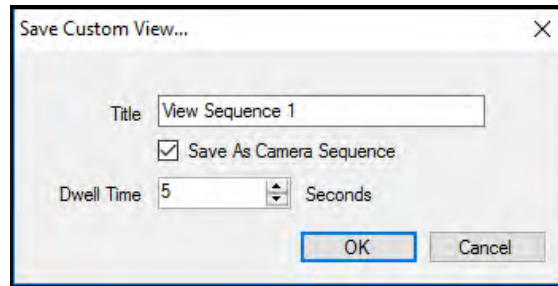 Save Custom View...
Title View Sequence 1
Save As Camera Sequence
Dwell Time 5 Seconds
OK Cancel